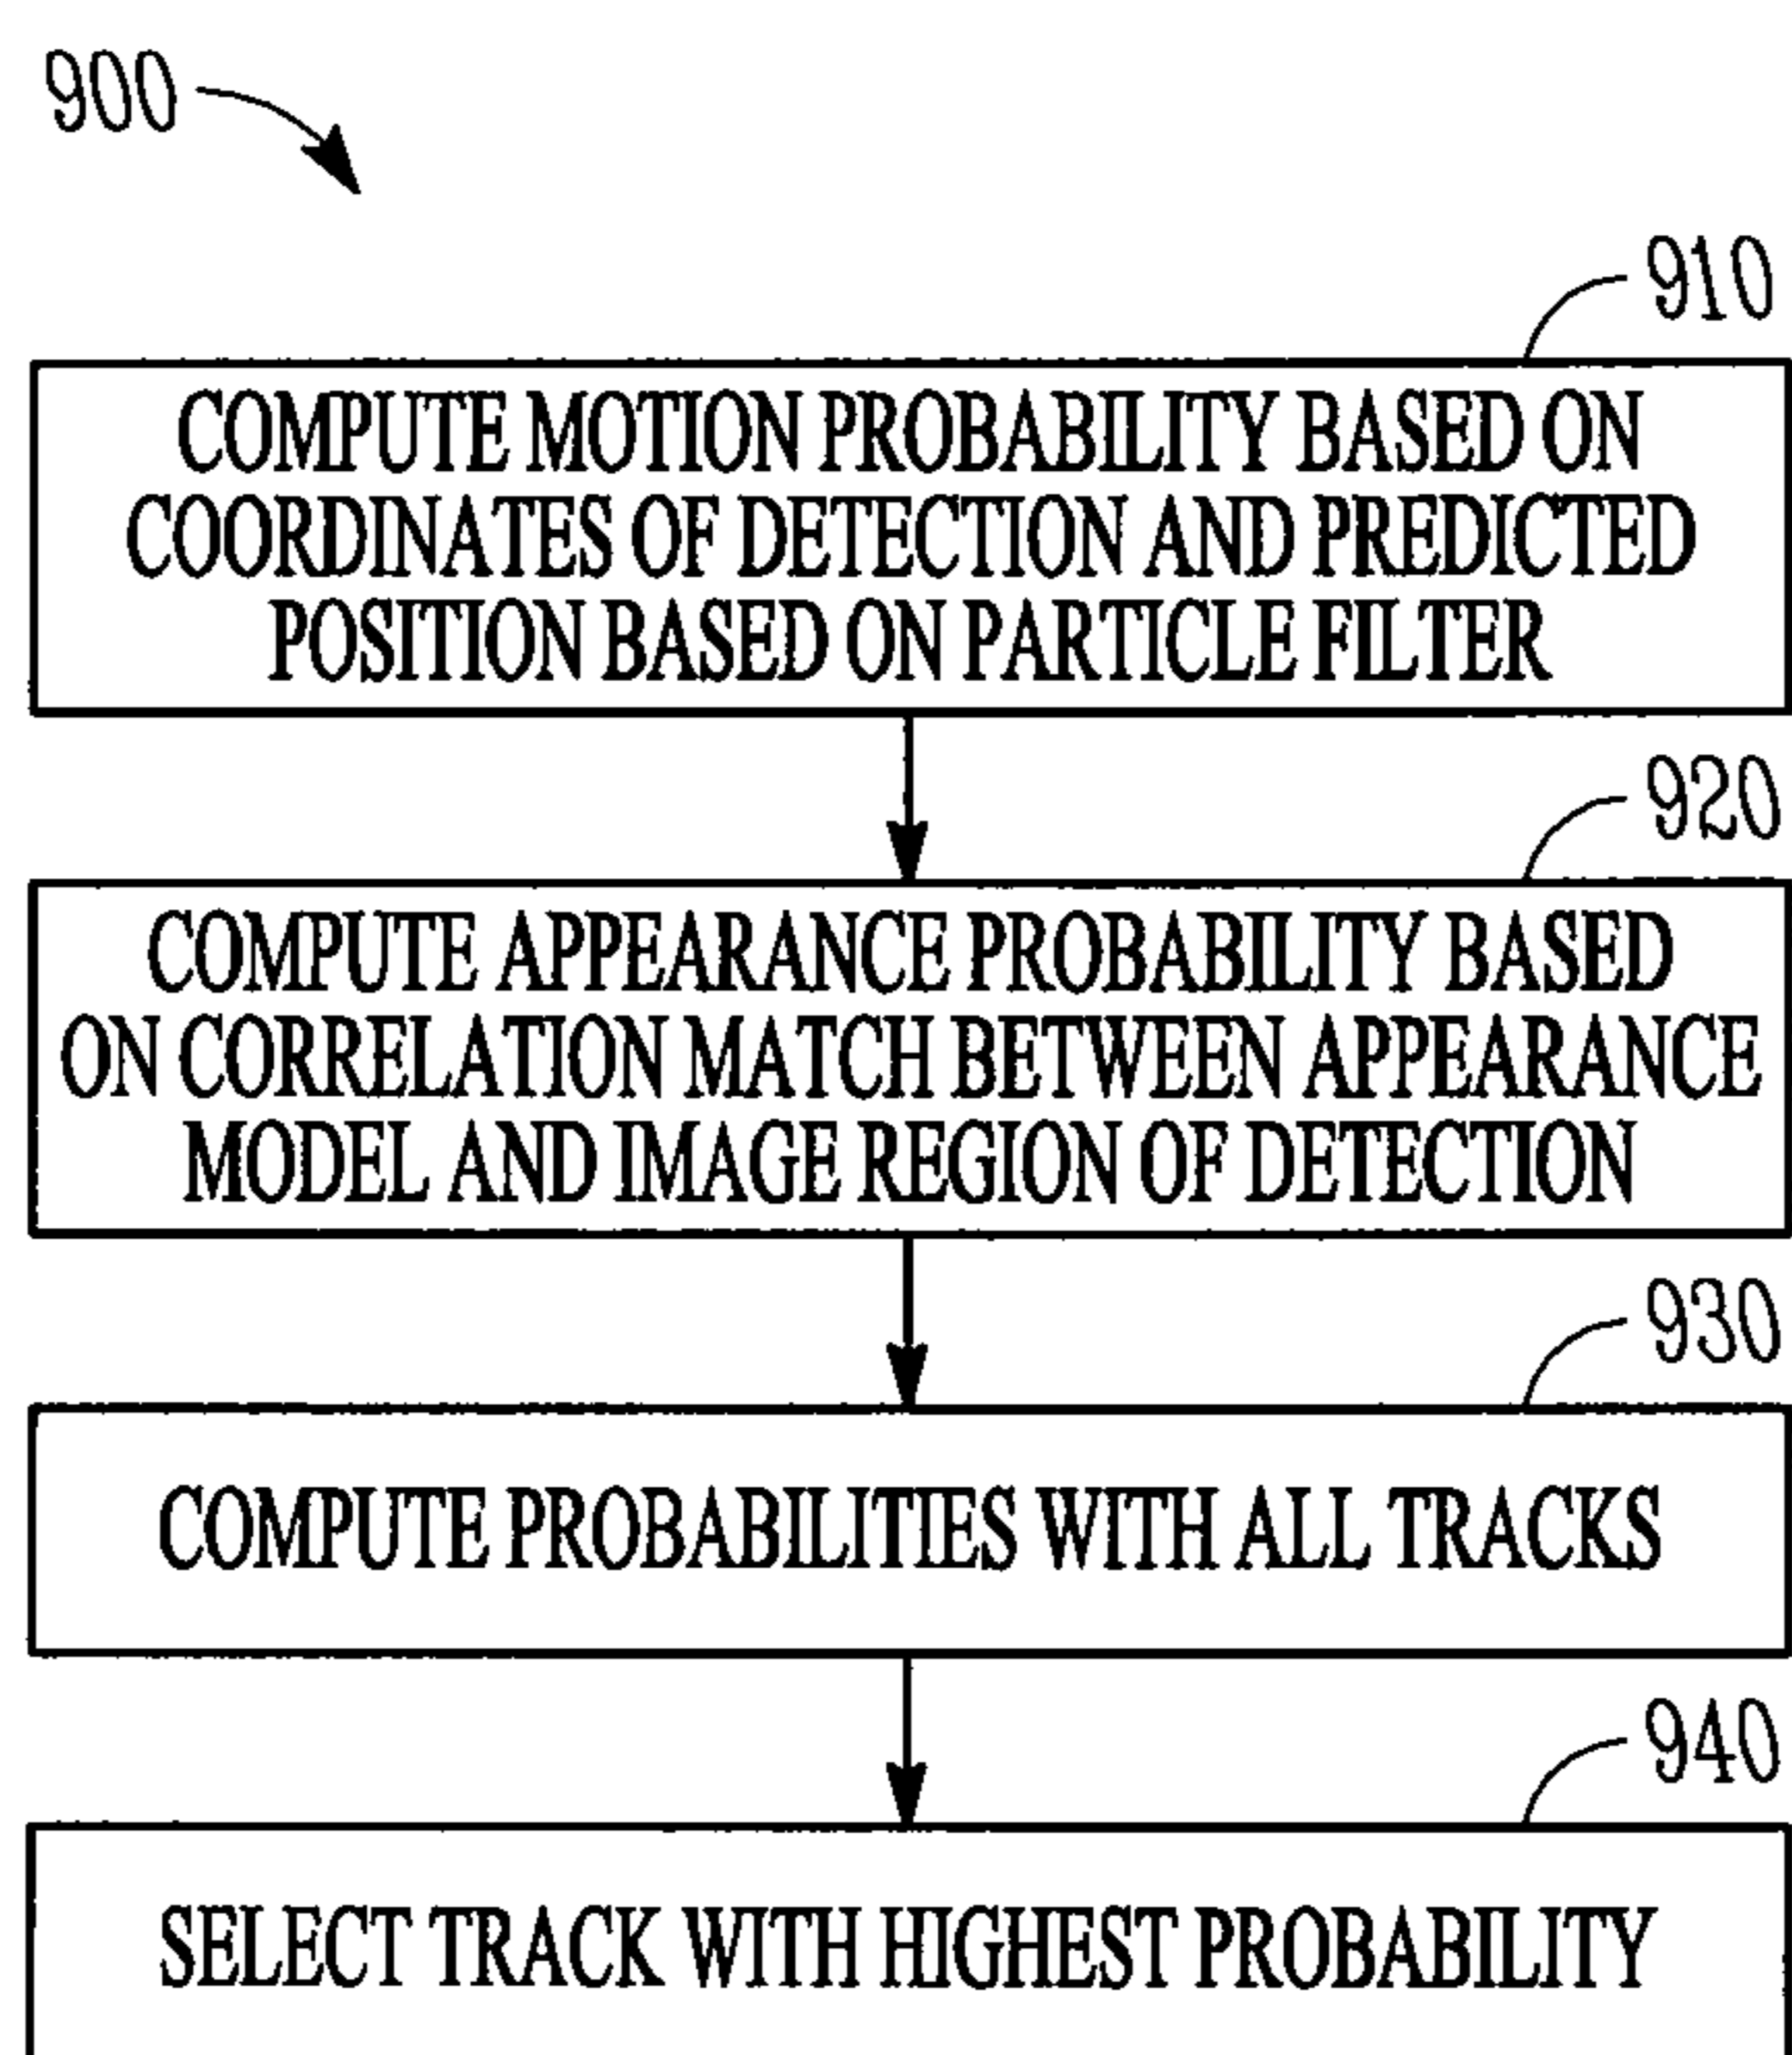 900
910
COMPUTE MOTION PROBABILITY BASED ON
COORDINATES OF DETECTION AND PREDICTED
POSITION BASED ON PARTICLE FILTER
920
COMPUTE APPEARANCE PROBABILITY BASED
ON CORRELATION MATCH BETWEEN APPEARANCE
MODEL AND IMAGE REGION OF DETECTION
930
COMPUTE PROBABILITIES WITH ALL TRACKS
940
SELECT TRACK WITH HIGHEST PROBABILITY